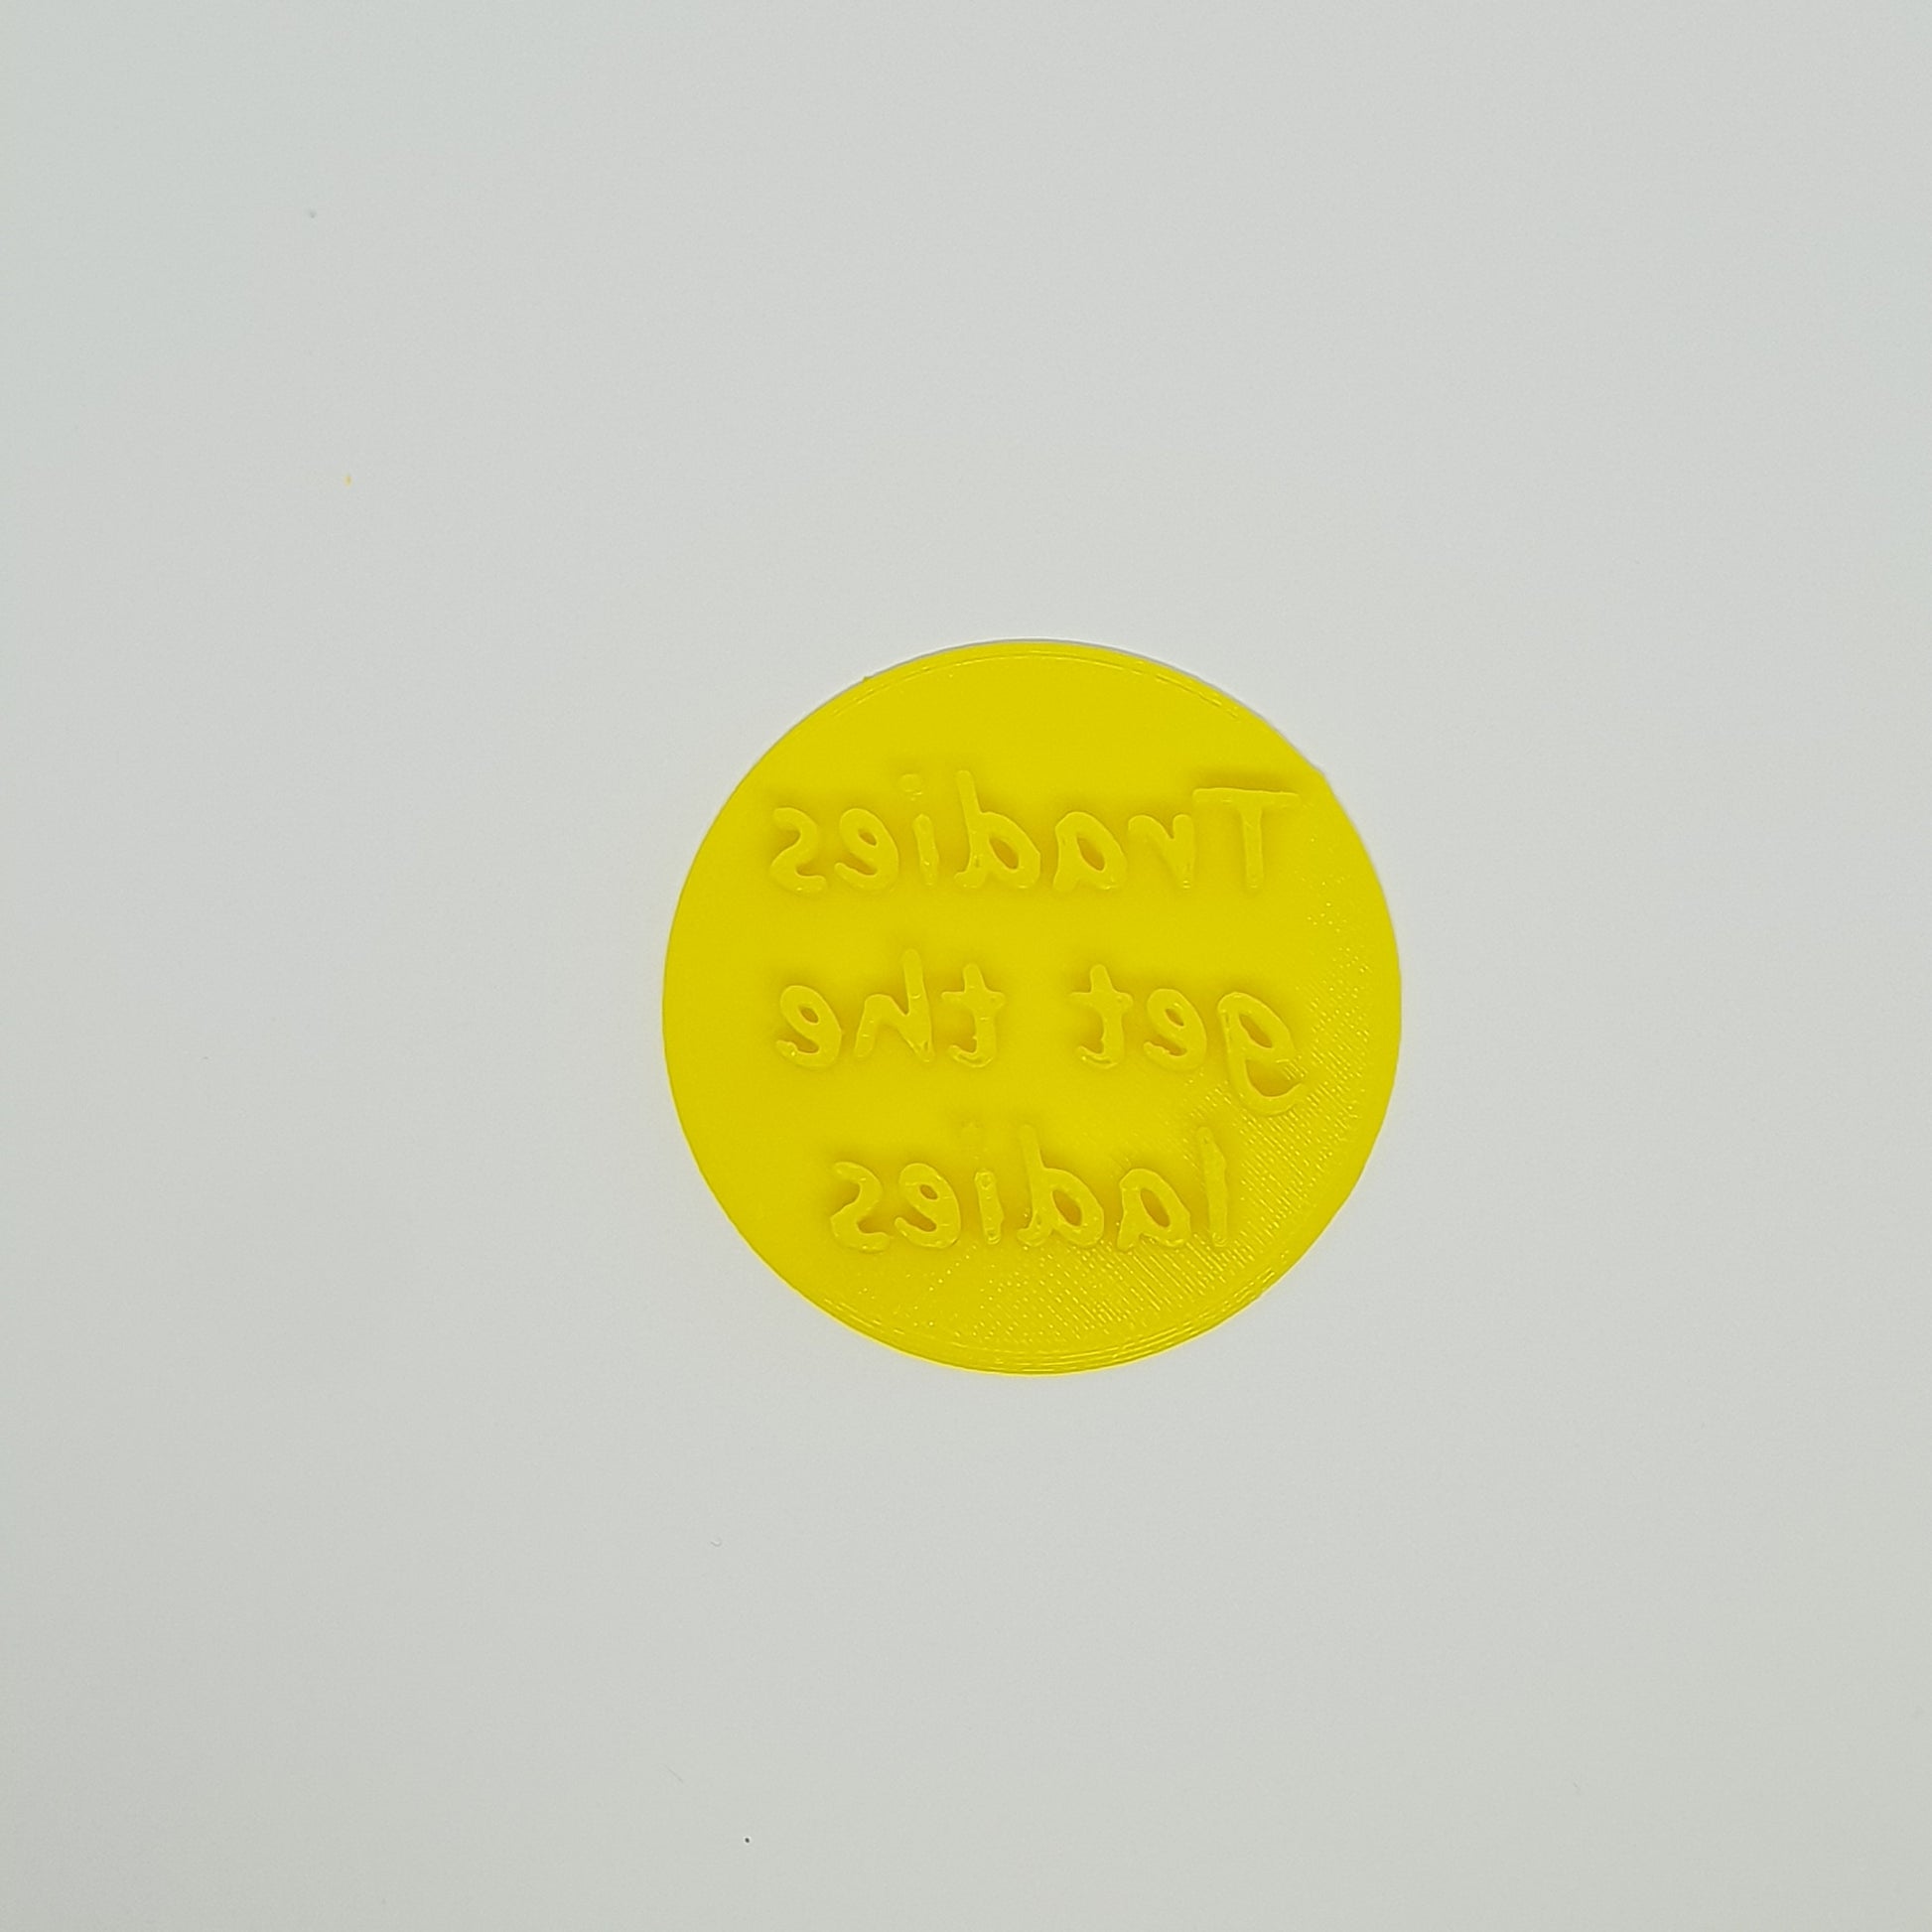 Tradies
get the
ladies